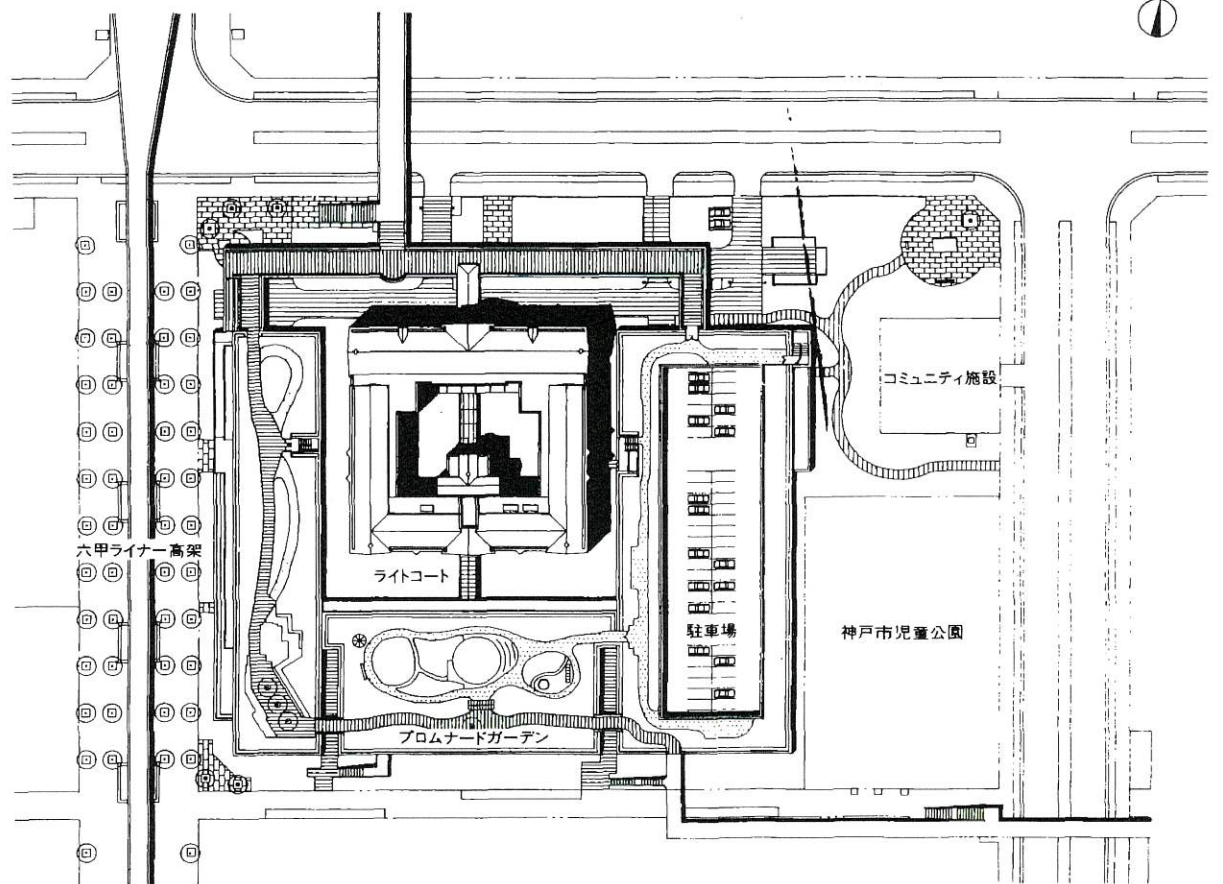 コミュニティ施設
六甲ライナー高架
ライトコート
駐車場
神戸市児童公園
プロムナードガーデン